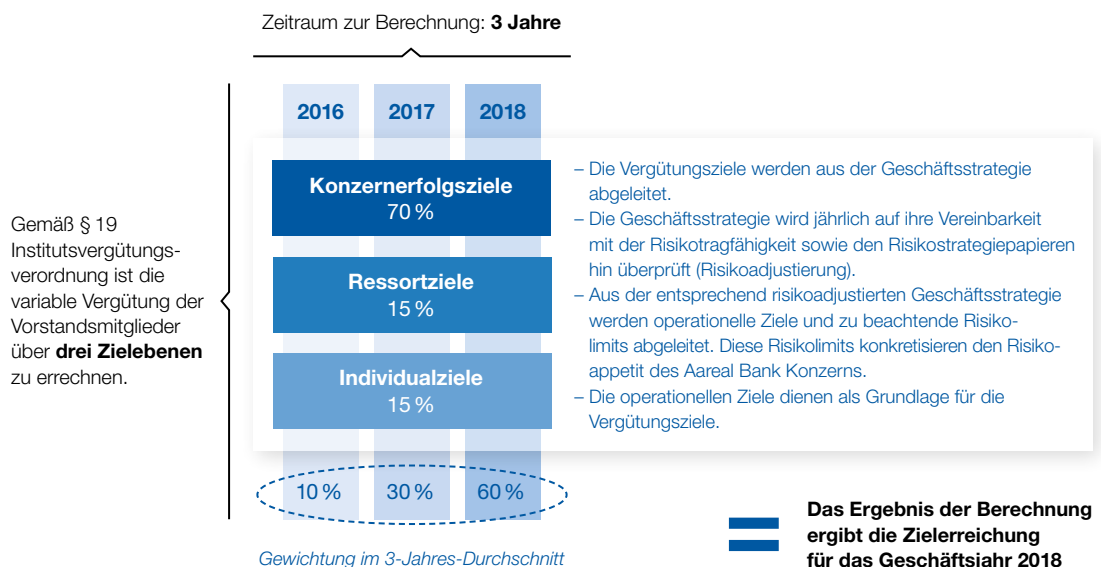 Zeitraum zur Berechnung: 3 Jahre
2016 2017 2018
Gemäß § 19
Institutsvergütungs-
verordnung ist die
variable Vergütung der
Vorstandsmitglieder
über drei Zielebenen
zu errechnen.
Konzernerfolgsziele
70 %
Ressortziele
15 %
Individualziele
15 %
– Die Vergütungsziele werden aus der Geschäftsstrategie
abgeleitet.
– Die Geschäftsstrategie wird jährlich auf ihre Vereinbarkeit
mit der Risikotragfähigkeit sowie den Risikostrategiepapieren
hin überprüft (Risikoadjustierung).
– Aus der entsprechend risikoadjustierten Geschäftsstrategie
werden operationelle Ziele und zu beachtende Risiko-
limits abgeleitet. Diese Risikolimits konkretisieren den Risiko-
appetit des Aareal Bank Konzerns.
– Die operationellen Ziele dienen als Grundlage für die
Vergütungsziele.
10 % 30 % 60 %
Gewichtung im 3-Jahres-Durchschnitt
Das Ergebnis der Berechnung
ergibt die Zielerreichung
für das Geschäftsjahr 2018